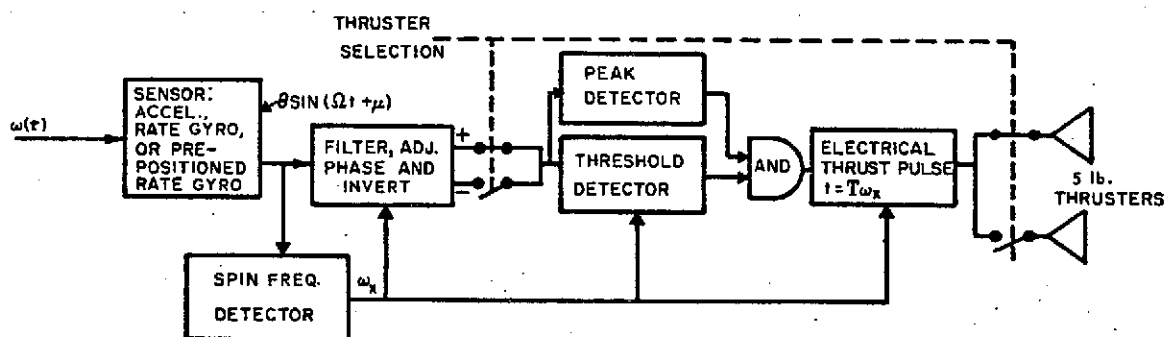 THRUSTER
SELECTION
PEAK
DETECTOR
SENSOR:
ACCEL.,
RATE GYRO,
OR PRE-
POSITIONED
RATE GYRO
θSIN (Ωt+μ)
ω(τ)
FILTER, ADJ.
PHASE AND
INVERT
+
−
THRESHOLD
DETECTOR
AND
ELECTRICAL
THRUST PULSE
t = Tωx
5 lb.
THRUSTERS
SPIN FREQ.
DETECTOR
ωx